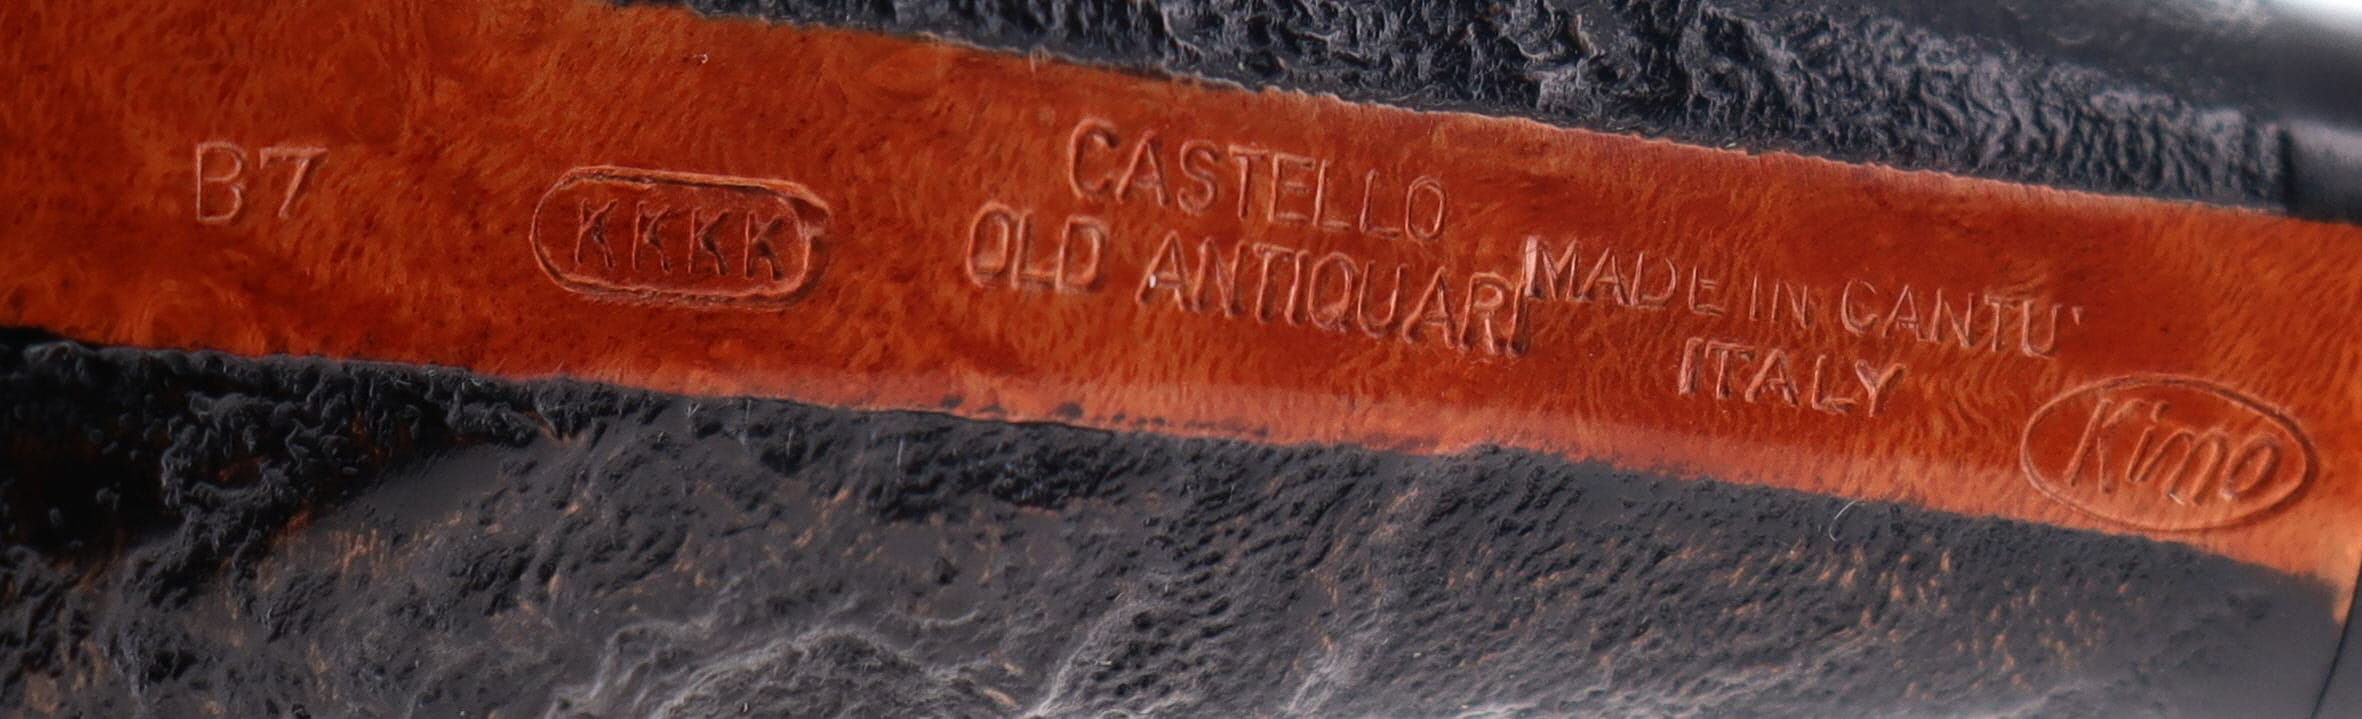 B7
KKKK
CASTELLO
OLD ANTIQUARI
MADE IN CANTU'
ITALY
Kino